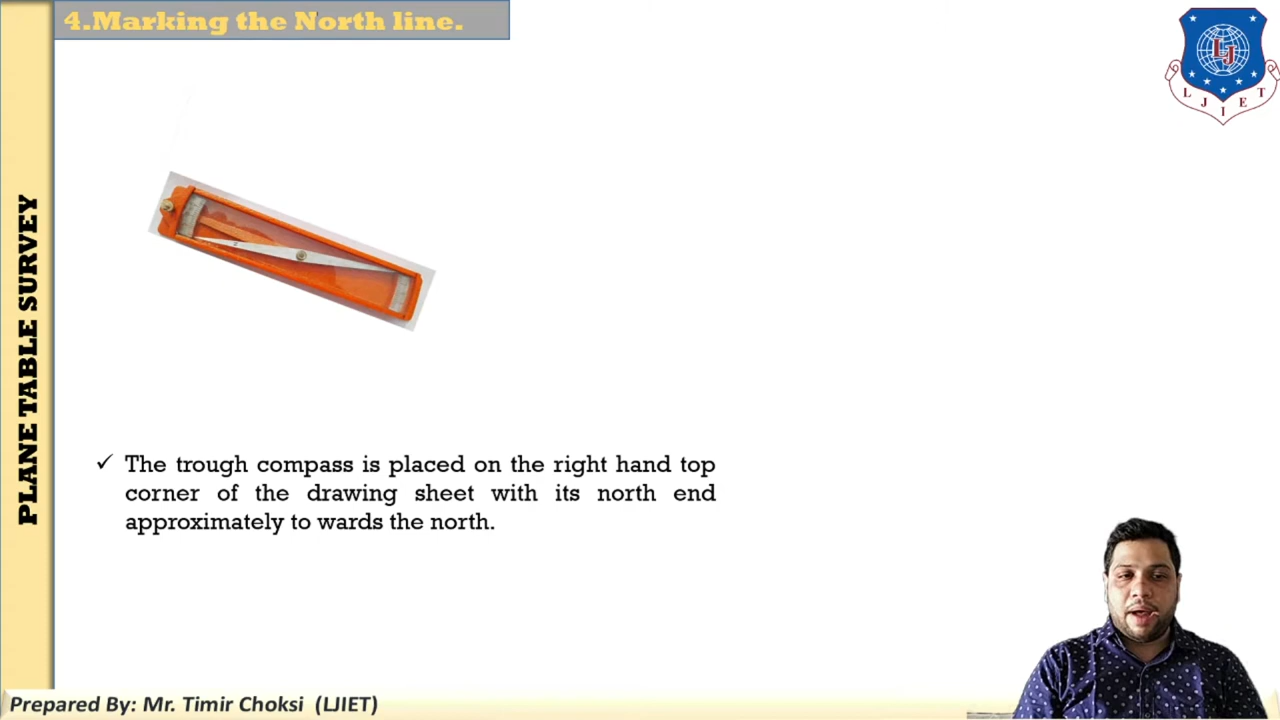 4.Marking the North line.
LJ
L J I E T
PLANE TABLE SURVEY
✓ The trough compass is placed on the right hand top
corner of the drawing sheet with its north end
approximately to wards the north.
Prepared By: Mr. Timir Choksi (LJIET)